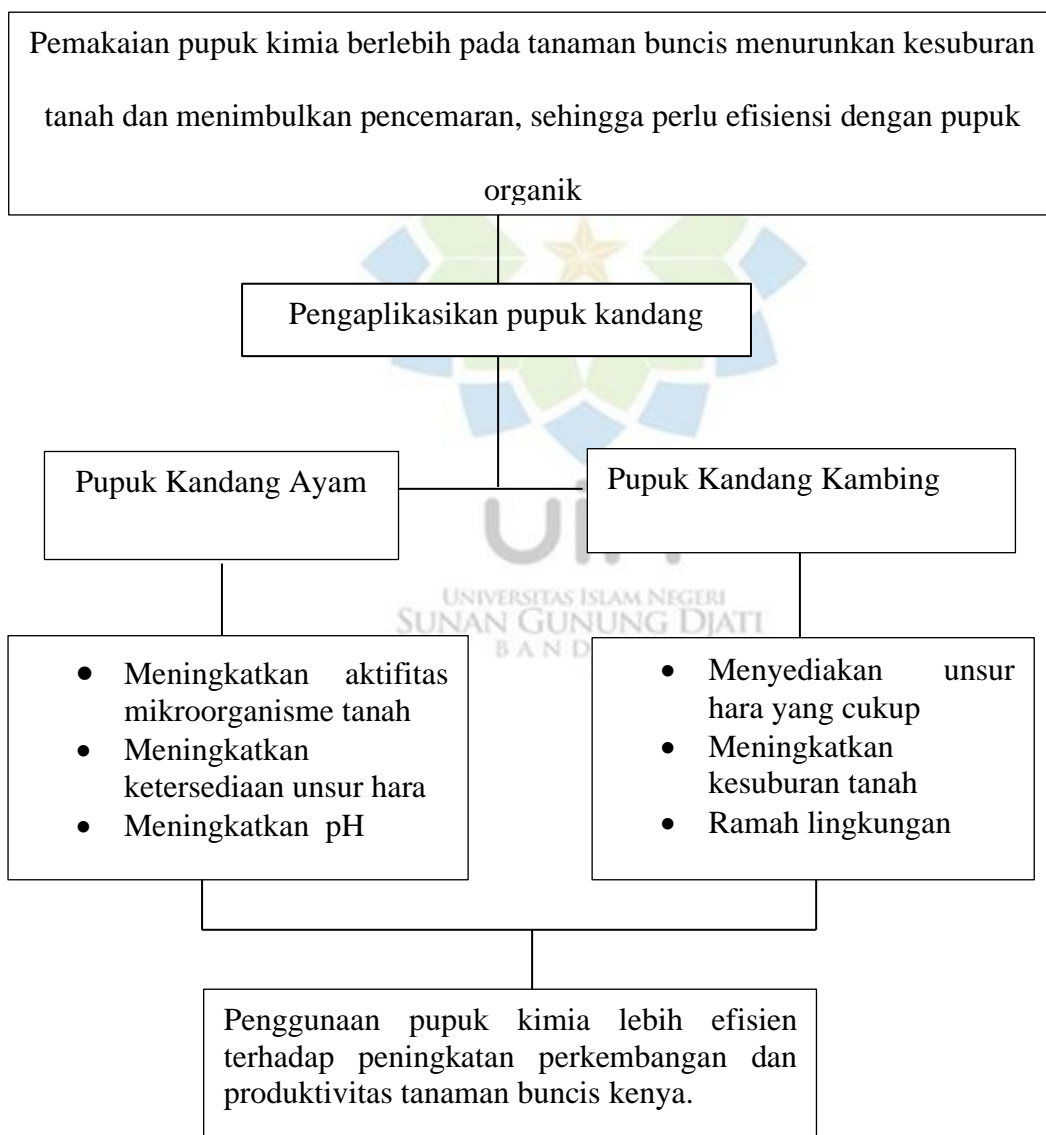 Pemakaian pupuk kimia berlebih pada tanaman buncis menurunkan kesuburan
tanah dan menimbulkan pencemaran, sehingga perlu efisiensi dengan pupuk
organik
Pengaplikasikan pupuk kandang
Pupuk Kandang Ayam
Pupuk Kandang Kambing
UNIVERSITAS ISLAM NEGERI
SUNAN GUNUNG DJATI
• Meningkatkan aktifitas
mikroorganisme tanah
• Meningkatkan
ketersediaan unsur hara
• Meningkatkan pH
• Menyediakan unsur
hara yang cukup
• Meningkatkan
kesuburan tanah
• Ramah lingkungan
Penggunaan pupuk kimia lebih efisien
terhadap peningkatan perkembangan dan
produktivitas tanaman buncis kenya.